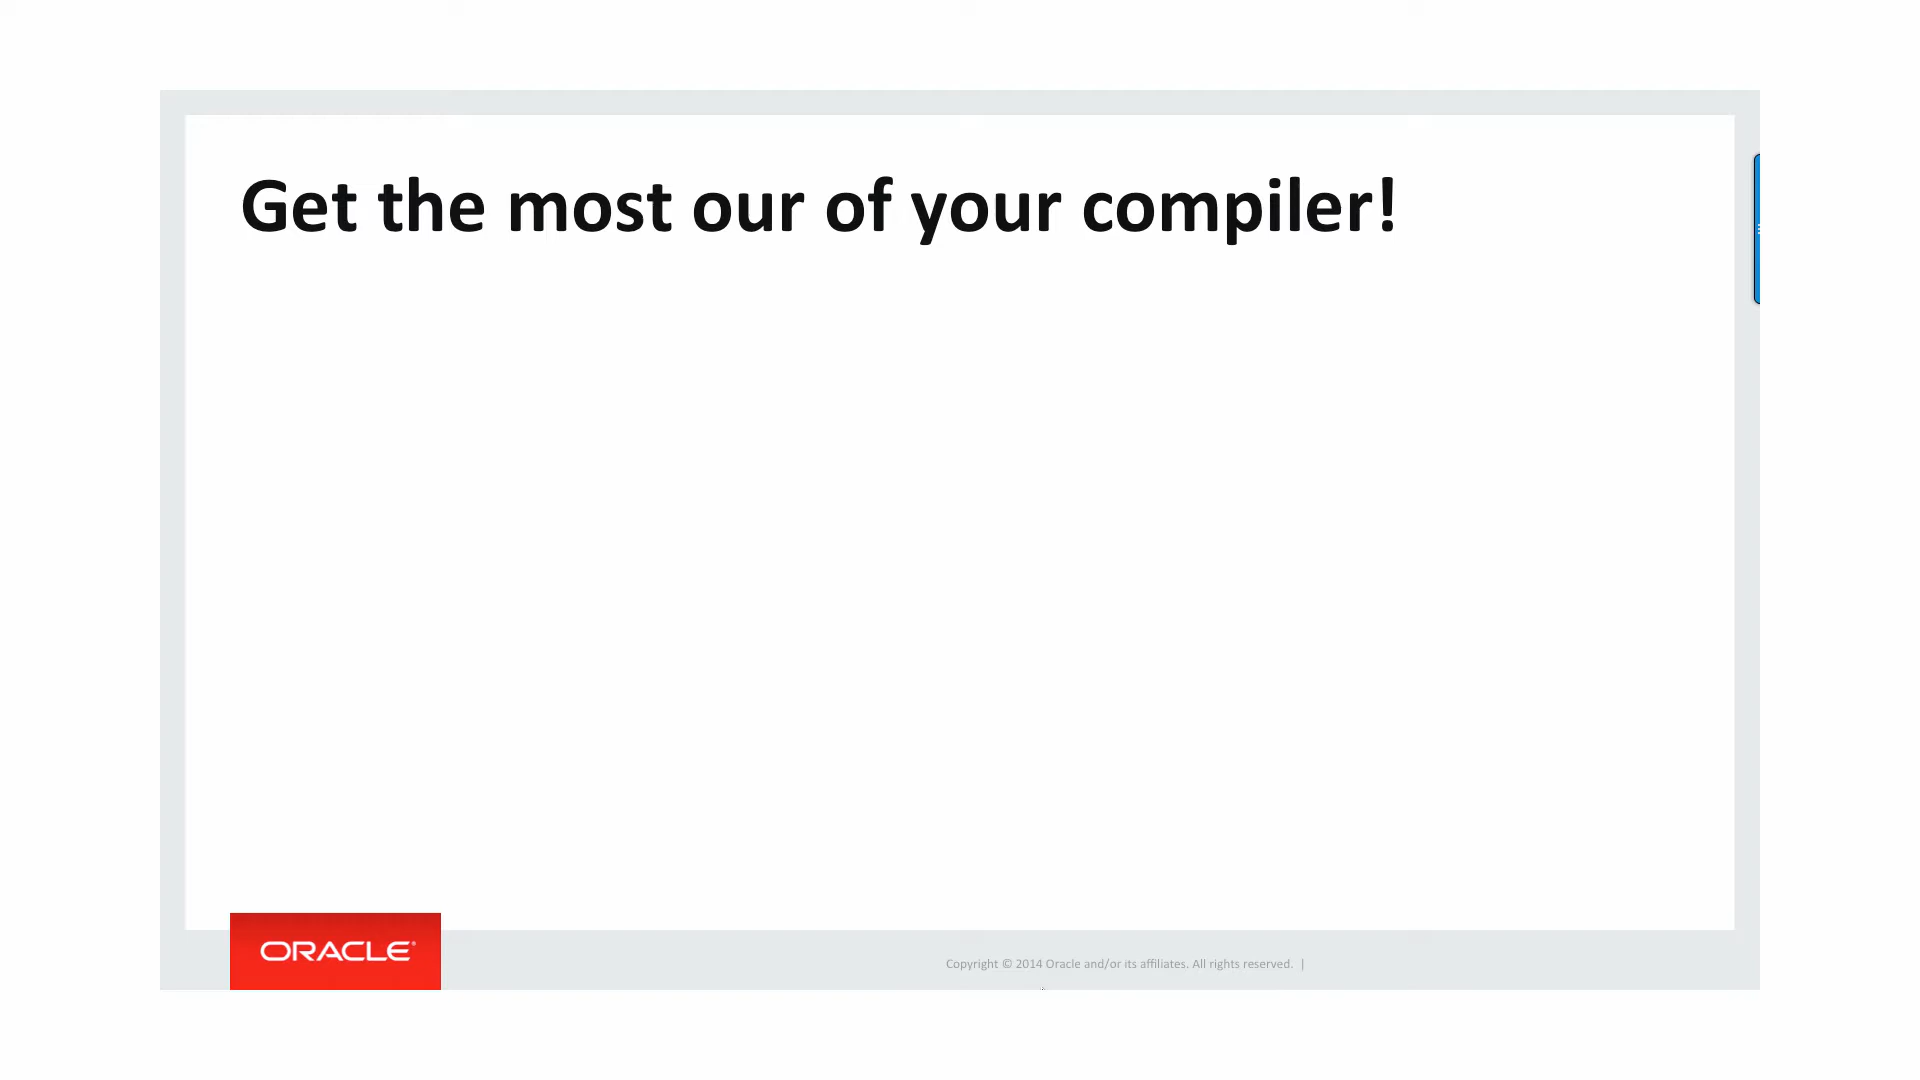 Get the most our of your compiler!
ORACLE®
Copyright © 2014 Oracle and/or its affiliates. All rights reserved. |